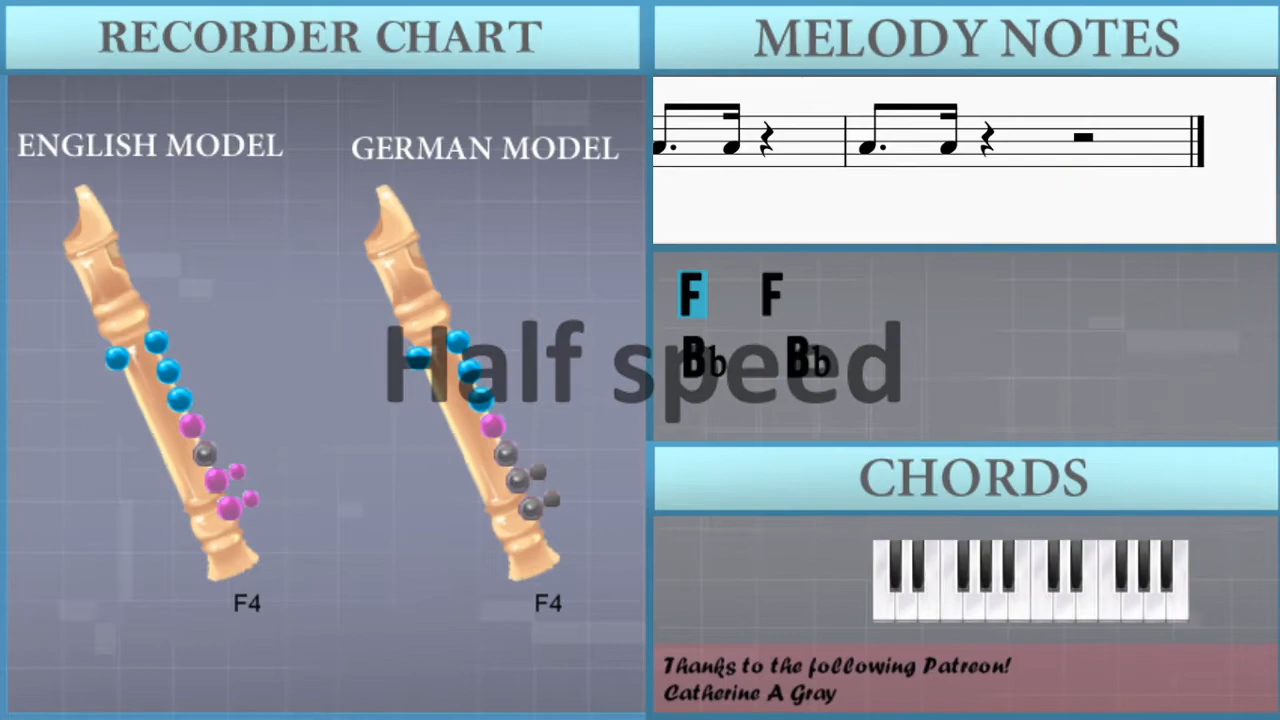 RECORDER CHART
MELODY NOTES
ENGLISH MODEL
GERMAN MODEL
F F
Bb Bb
Half speed
CHORDS
F4
F4
Thanks to the following Patreon!
Catherine A Gray